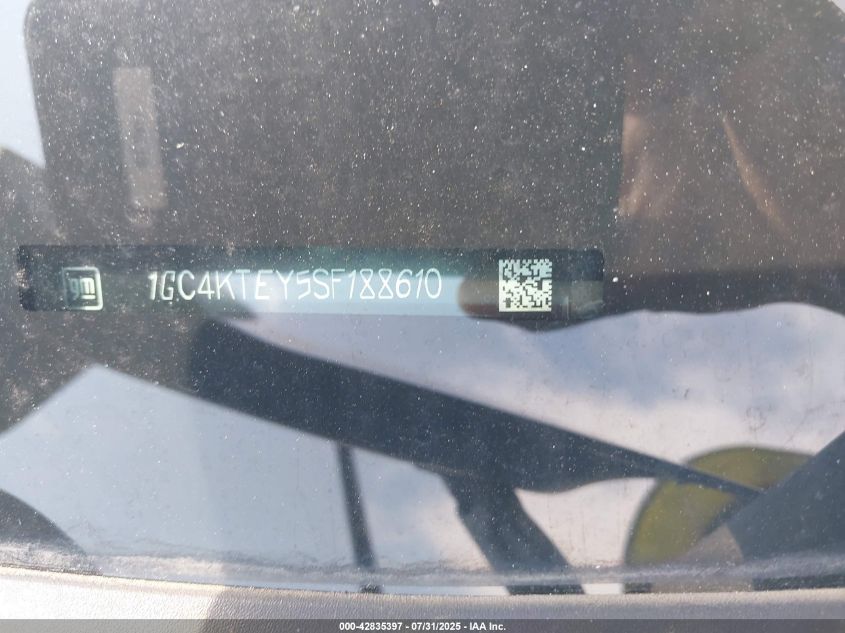 gm 1GC4KTEY5SF188610
000-42835397 - 07/31/2025 - IAA Inc.